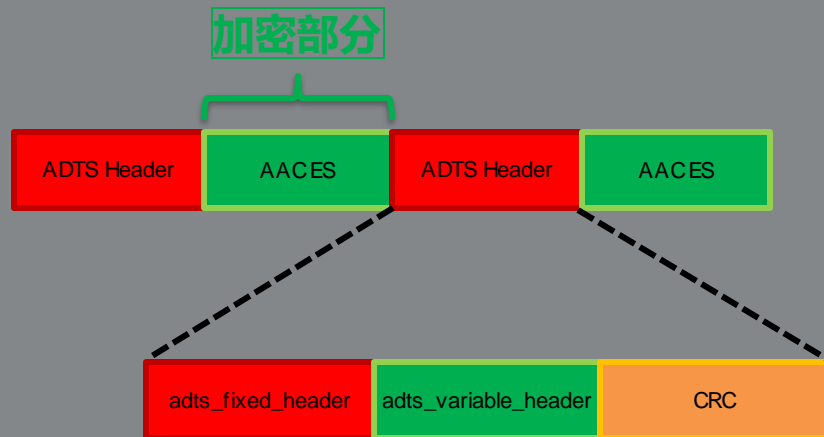 加密部分
ADTS Header
AACES
ADTS Header
AACES
adts_fixed_header
adts_variable_header
CRC